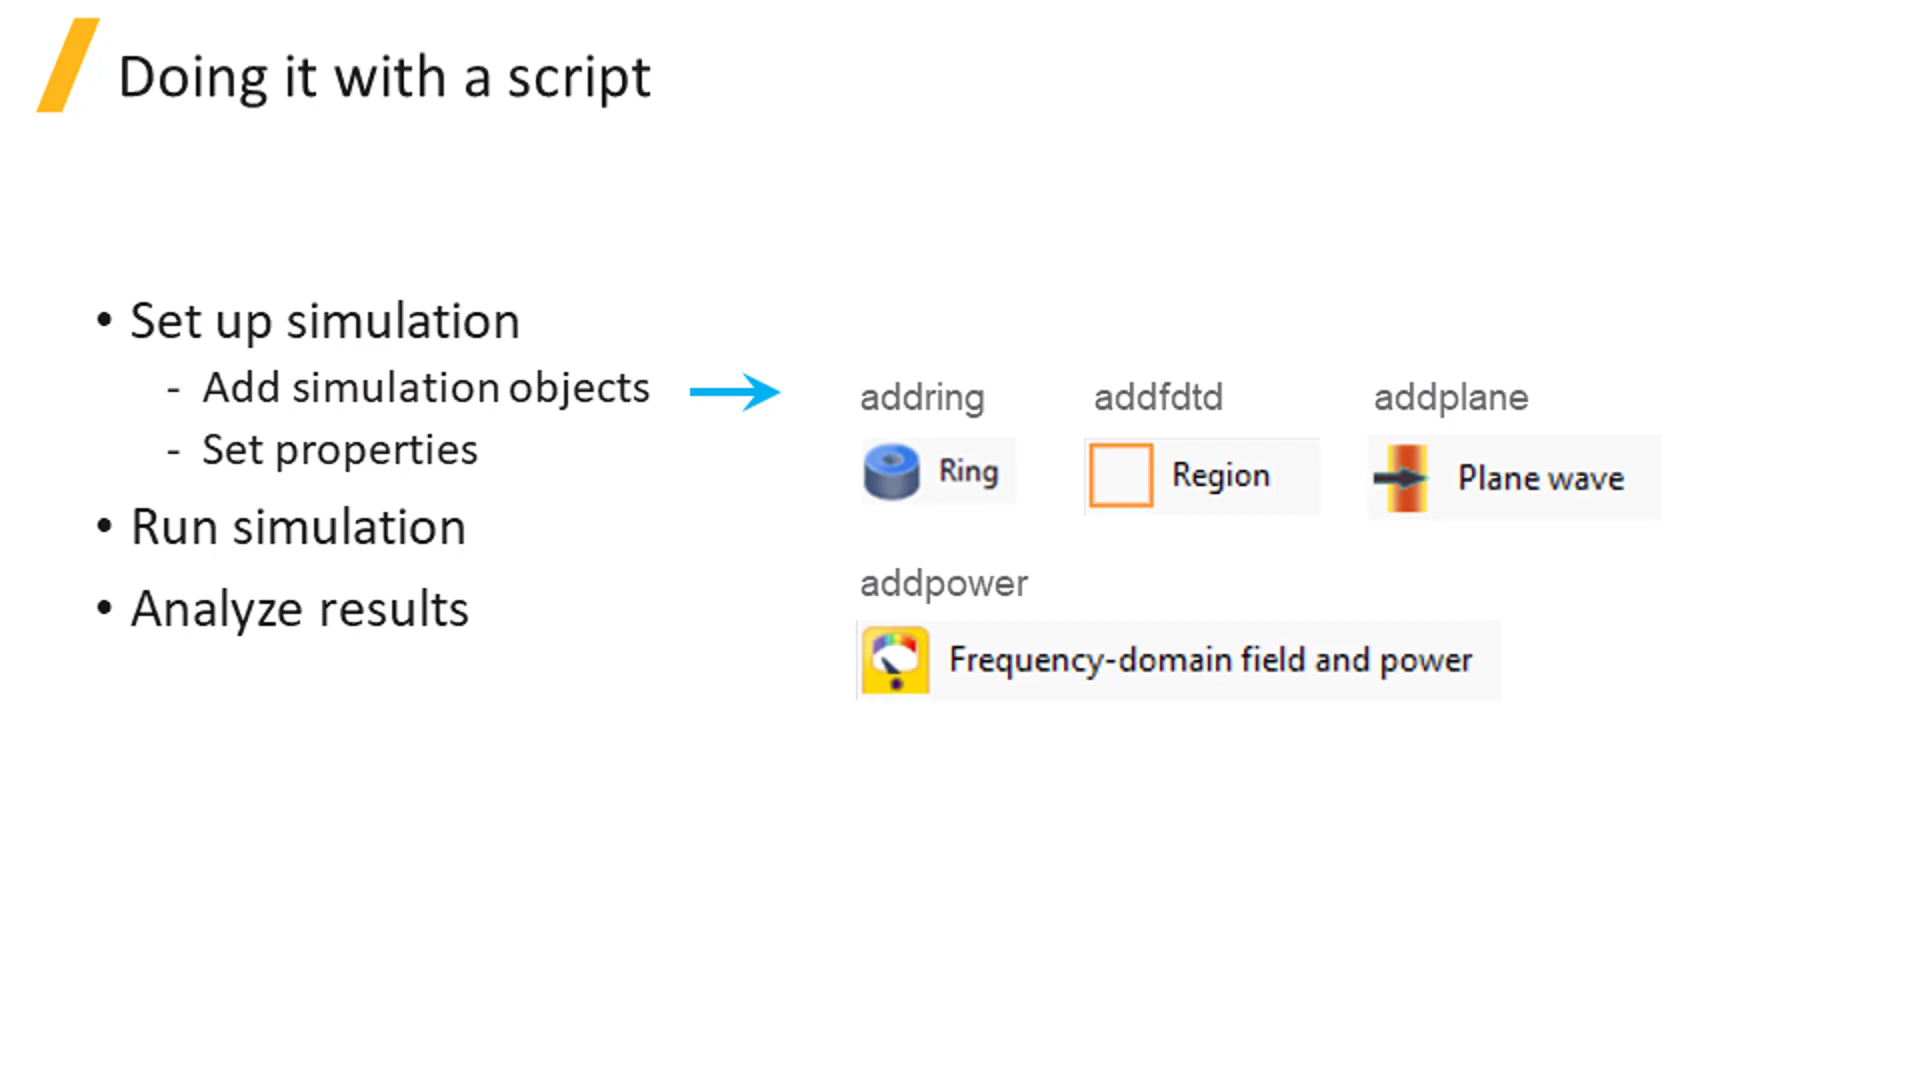 Doing it with a script
• Set up simulation
- Add simulation objects
- Set properties
• Run simulation
• Analyze results
addring addfdtd addplane
Ring Region Plane wave
addpower
Frequency-domain field and power